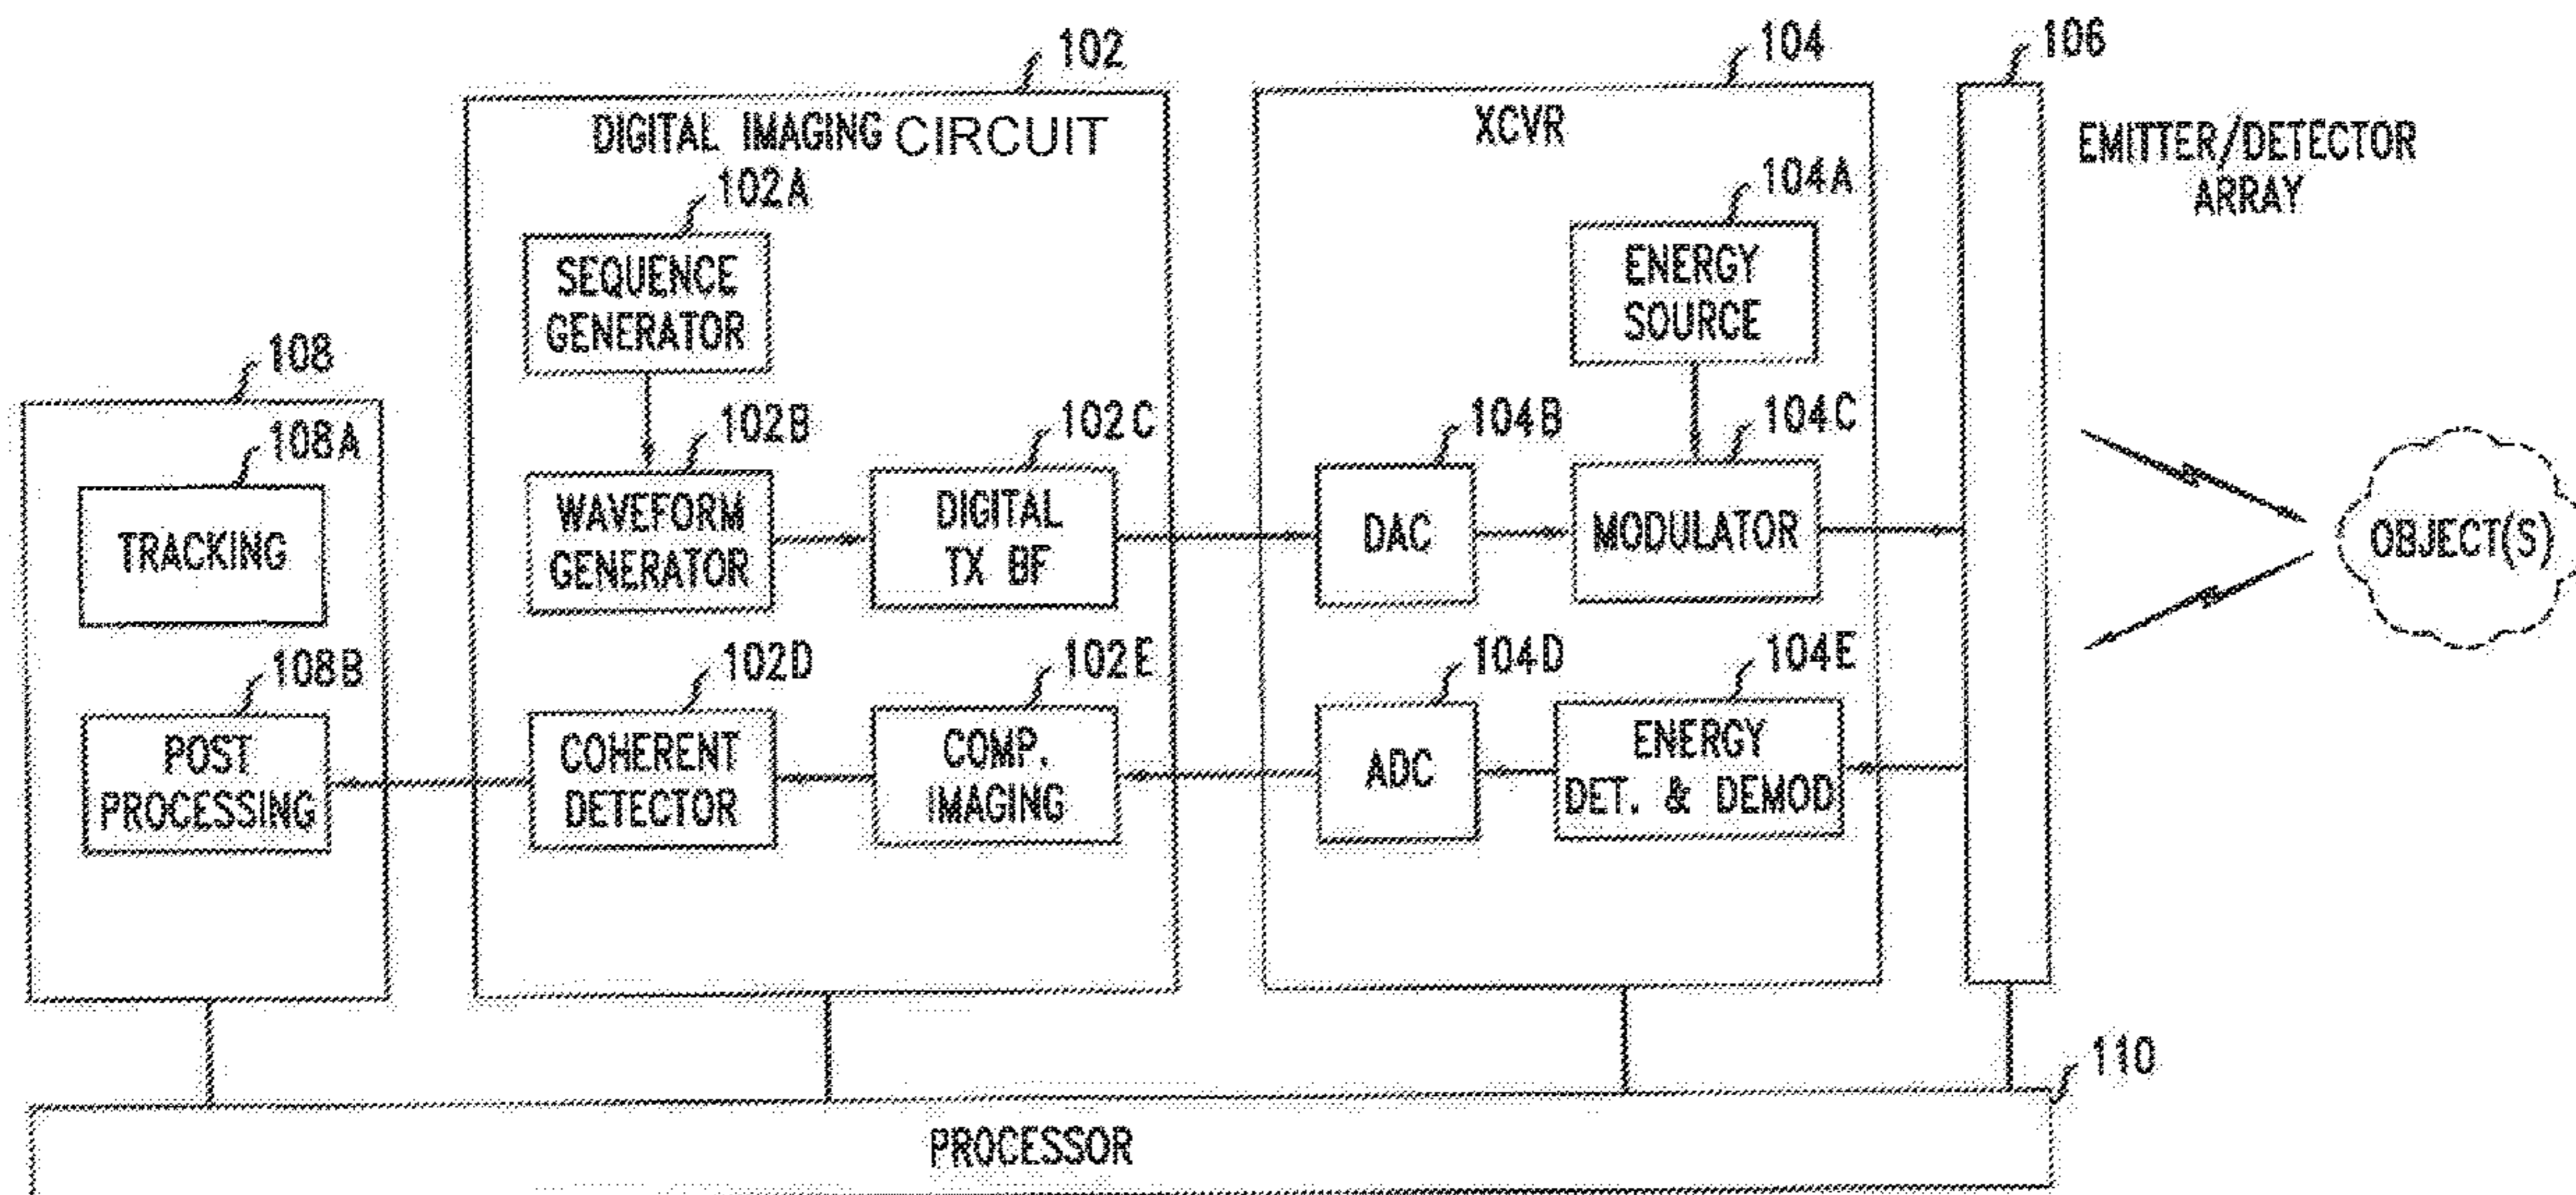 102
104
106
DIGITAL IMAGING CIRCUIT
XCVR
EMITTER/DETECTOR
ARRAY
102A
104A
SEQUENCE
GENERATOR
ENERGY
SOURCE
108
108A
102B
102C
104B
104C
TRACKING
WAVEFORM
GENERATOR
DIGITAL
TX BF
DAC
MODULATOR
OBJECT(S)
108B
102D
102E
104D
104E
POST
PROCESSING
COHERENT
DETECTOR
COMP.
IMAGING
ADC
ENERGY
DET. & DEMOD
110
PROCESSOR